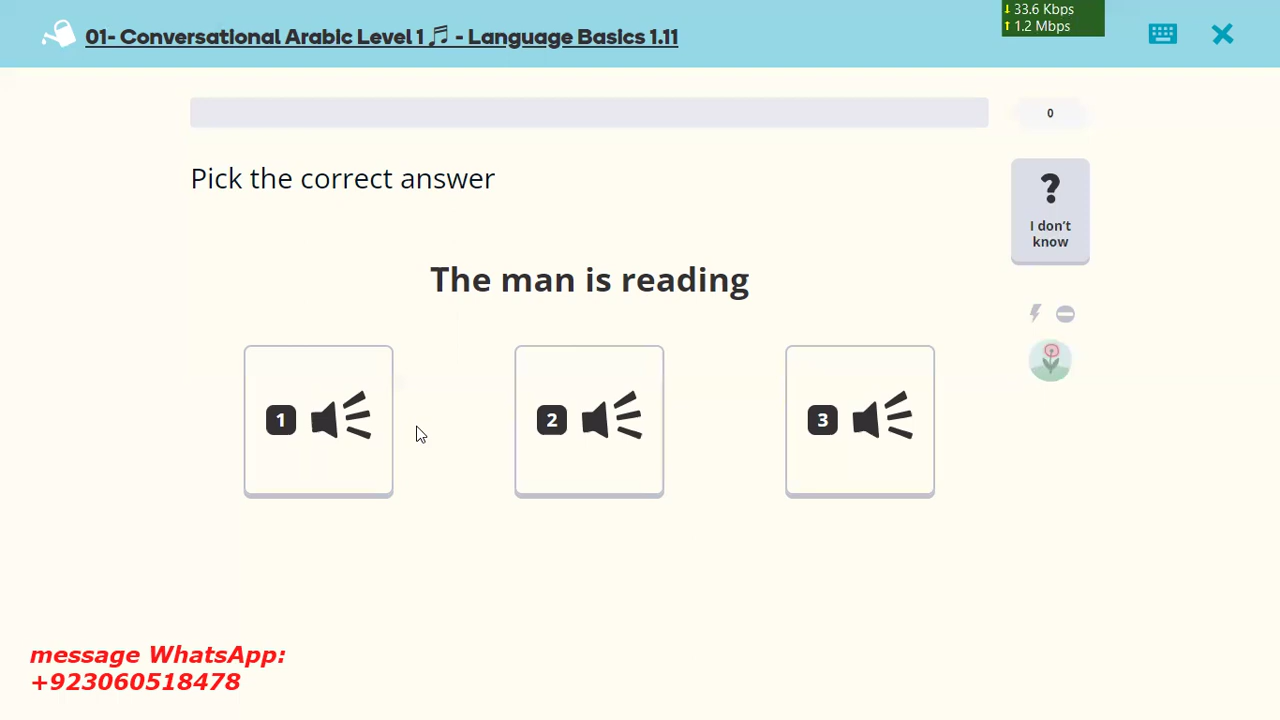 01- Conversational Arabic Level 1 🎵 - Language Basics 1.11
↓ 33.6 Kbps
↑ 1.2 Mbps
0
Pick the correct answer
?
I don't
know
The man is reading
1
2
3
message WhatsApp:
+923060518478